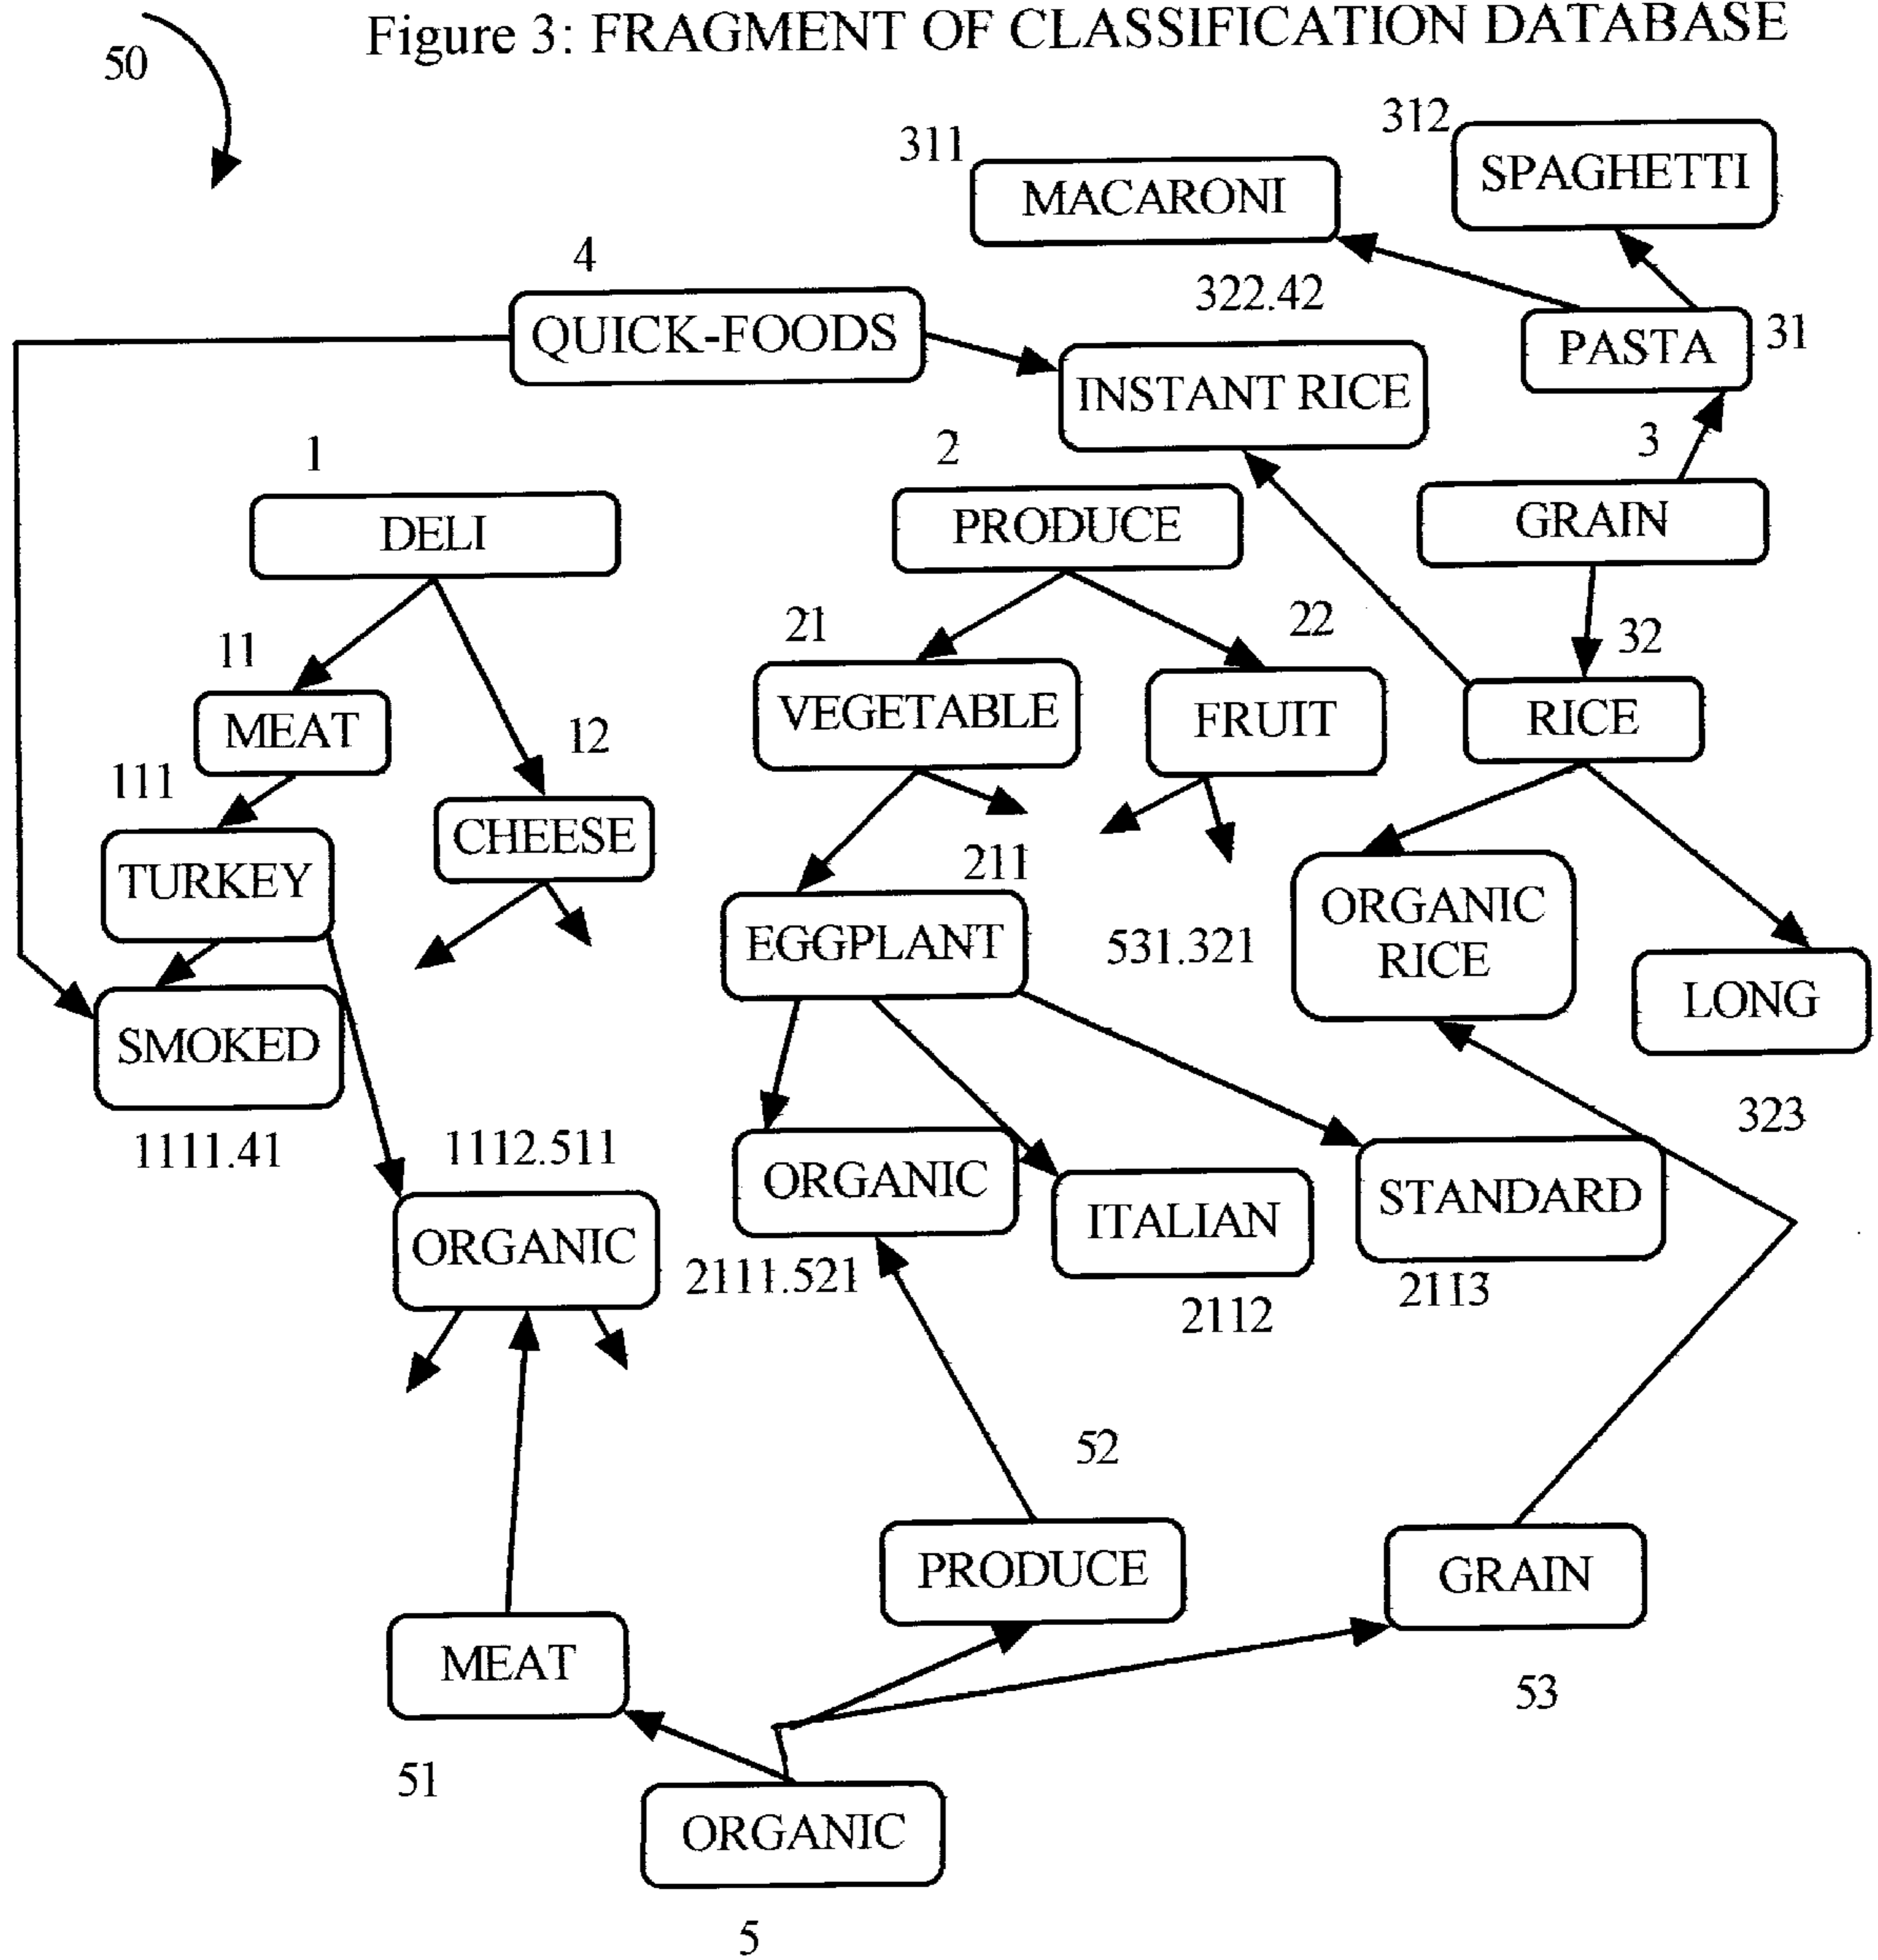 Figure 3: FRAGMENT OF CLASSIFICATION DATABASE
50
312
311
SPAGHETTI
MACARONI
4
322.42
QUICK-FOODS
31
PASTA
INSTANT RICE
1
2
3
DELI
PRODUCE
GRAIN
21
22
32
11
VEGETABLE
FRUIT
RICE
MEAT
12
111
CHEESE
TURKEY
211
ORGANIC
RICE
EGGPLANT
531.321
LONG
SMOKED
323
1111.41
1112.511
ORGANIC
STANDARD
ITALIAN
ORGANIC
2111.521
2113
2112
52
PRODUCE
GRAIN
MEAT
53
51
ORGANIC
5